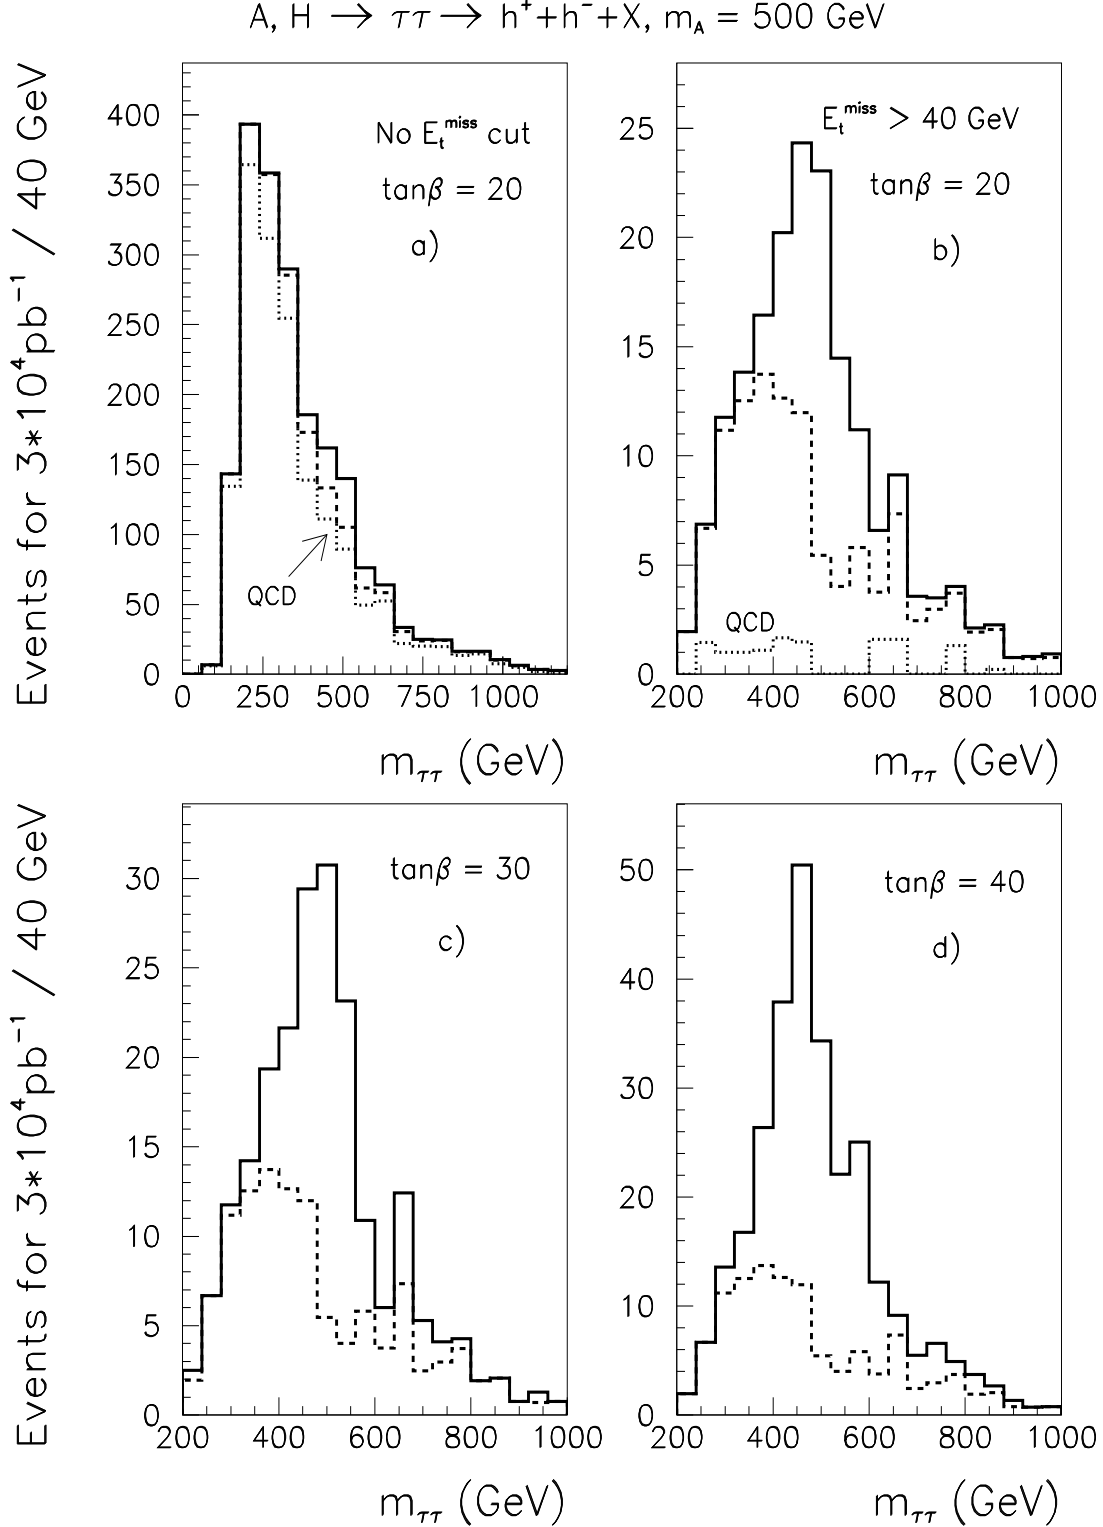 A, H → ττ → h⁺+h⁻+X, m_A = 500 GeV
Events for 3*10⁴pb⁻¹ / 40 GeV
No E_t^miss cut
tanβ = 20
a)
QCD
400
350
300
250
200
150
100
50
0
0 250 500 750 1000
m_ττ (GeV)
E_t^miss > 40 GeV
tanβ = 20
b)
QCD
25
20
15
10
5
0
200 400 600 800 1000
m_ττ (GeV)
Events for 3*10⁴pb⁻¹ / 40 GeV
tanβ = 30
c)
30
25
20
15
10
5
0
200 400 600 800 1000
m_ττ (GeV)
tanβ = 40
d)
50
40
30
20
10
0
200 400 600 800 1000
m_ττ (GeV)